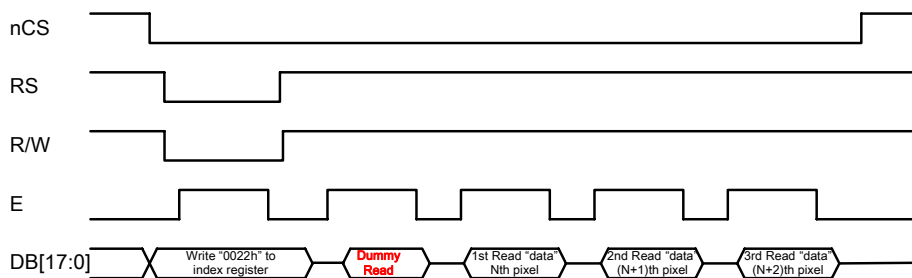 nCS
RS
R/W
E
DB[17:0]
Write "0022h" to
index register
Dummy
Read
1st Read "data"
Nth pixel
2nd Read "data"
(N+1)th pixel
3rd Read "data"
(N+2)th pixel